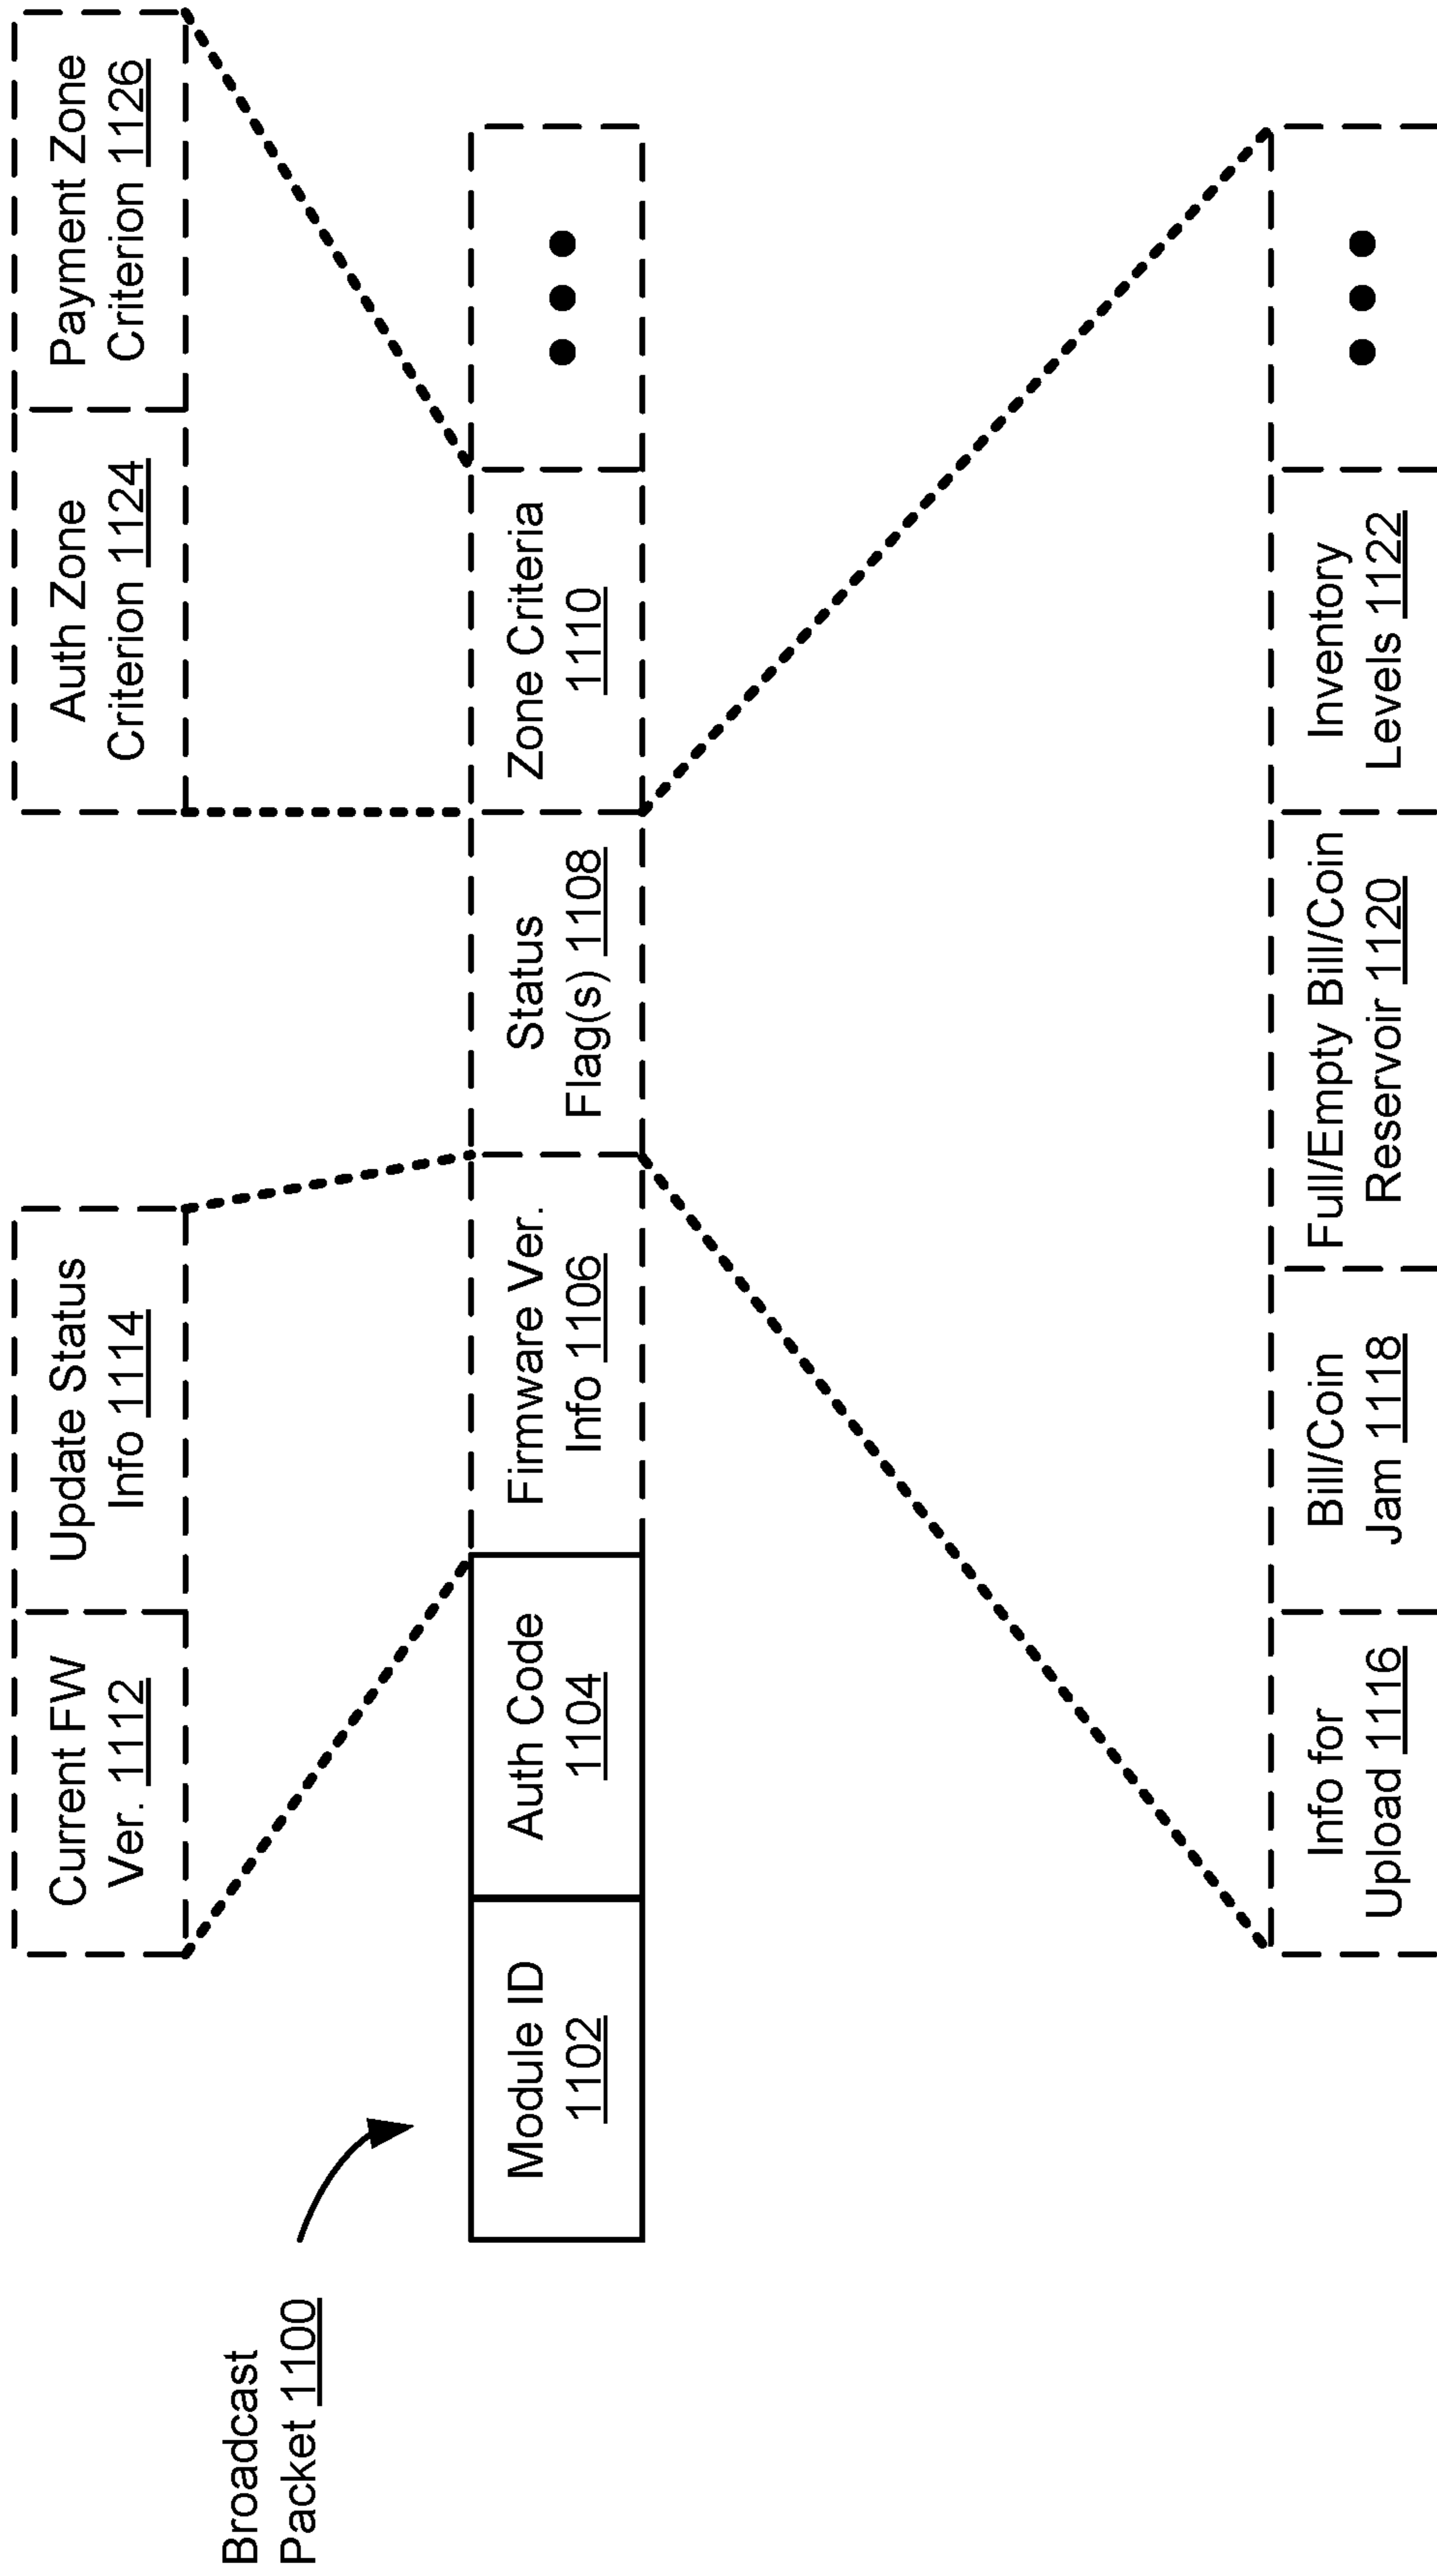 Current FW
Ver. 1112
Update Status
Info 1114
Auth Zone
Criterion 1124
Payment Zone
Criterion 1126
Broadcast
Packet 1100
Module ID
1102
Auth Code
1104
Firmware Ver.
Info 1106
Status
Flag(s) 1108
Zone Criteria
1110
Info for
Upload 1116
Bill/Coin
Jam 1118
Full/Empty Bill/Coin
Reservoir 1120
Inventory
Levels 1122